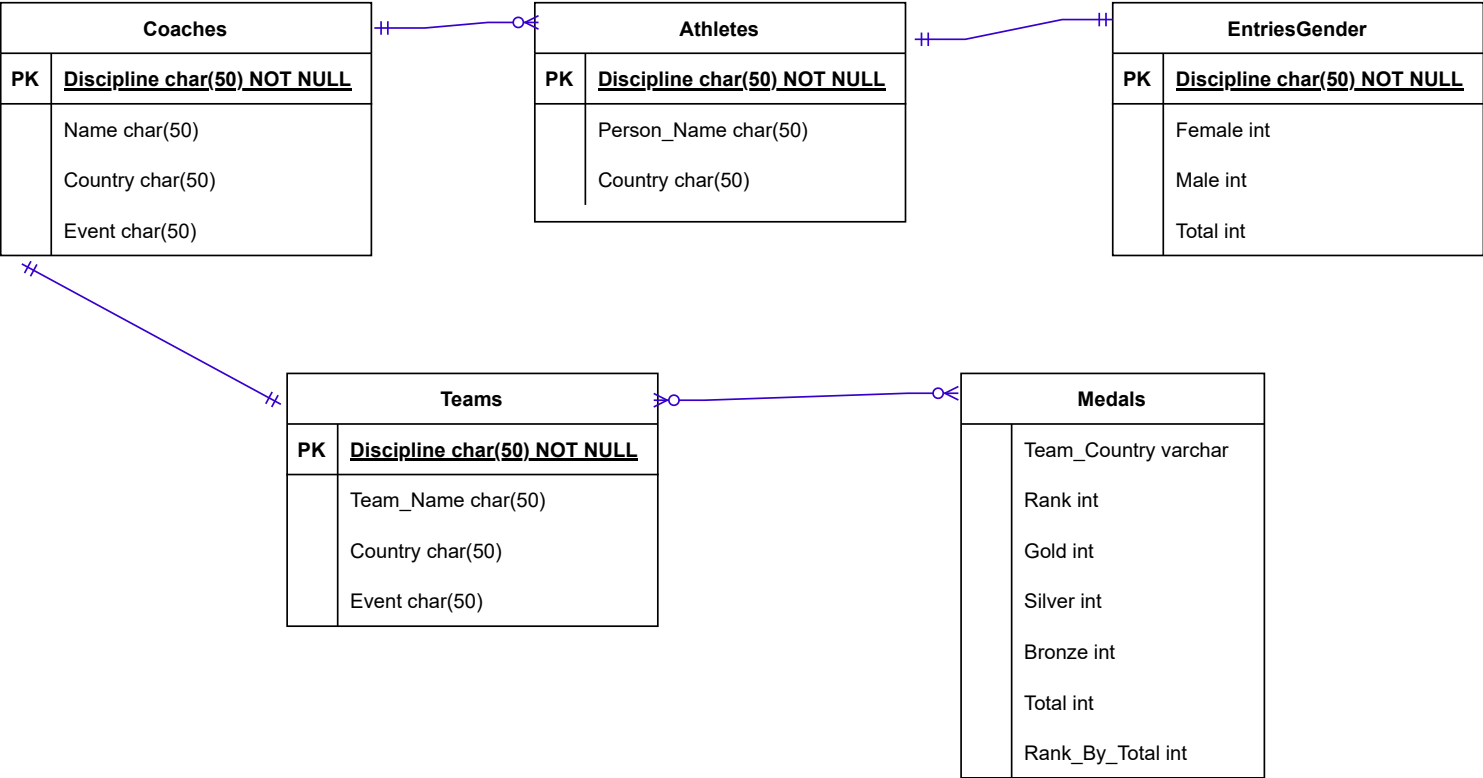 Coaches
PK Discipline char(50) NOT NULL
Name char(50)
Country char(50)
Event char(50)
Athletes
PK Discipline char(50) NOT NULL
Person_Name char(50)
Country char(50)
EntriesGender
PK Discipline char(50) NOT NULL
Female int
Male int
Total int
Teams
PK Discipline char(50) NOT NULL
Team_Name char(50)
Country char(50)
Event char(50)
Medals
Team_Country varchar
Rank int
Gold int
Silver int
Bronze int
Total int
Rank_By_Total int